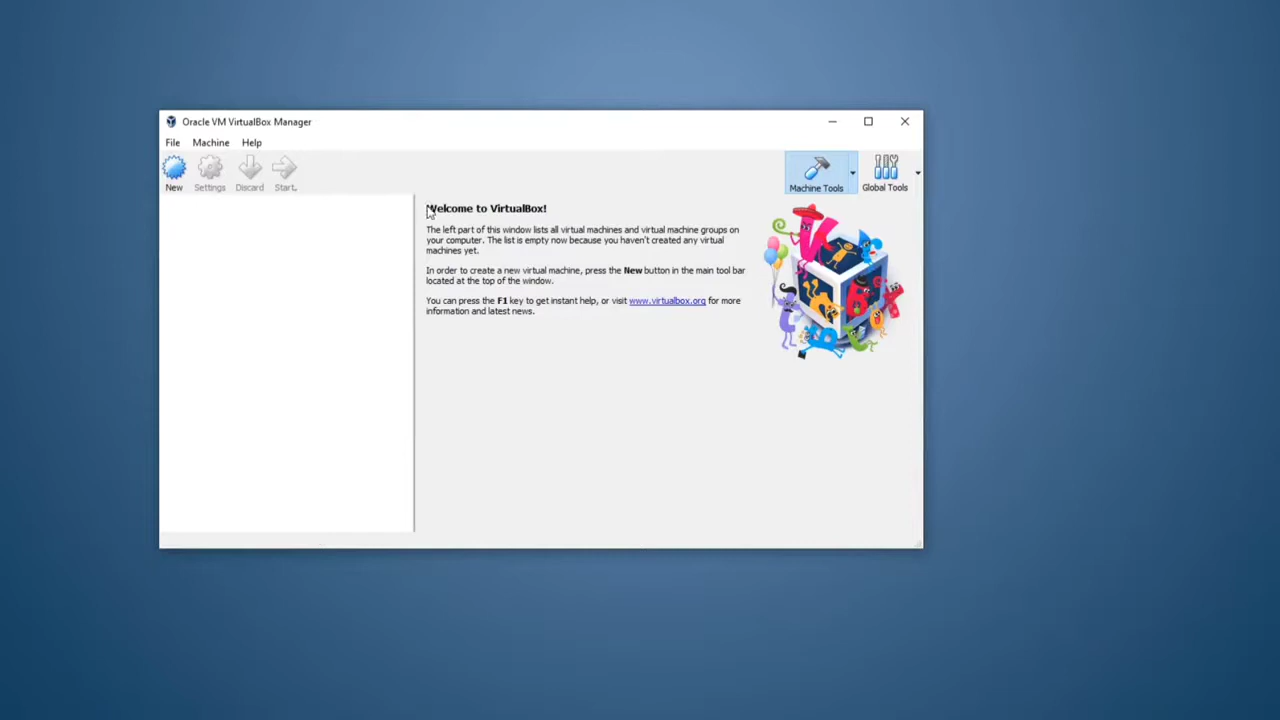 Oracle VM VirtualBox Manager
File Machine Help
New Settings Discard Start
Machine Tools Global Tools
Welcome to VirtualBox!
The left part of this window lists all virtual machines and virtual machine groups on
your computer. The list is empty now because you haven't created any virtual
machines yet.
In order to create a new virtual machine, press the New button in the main tool bar
located at the top of the window.
You can press the F1 key to get instant help, or visit www.virtualbox.org for more
information and latest news.